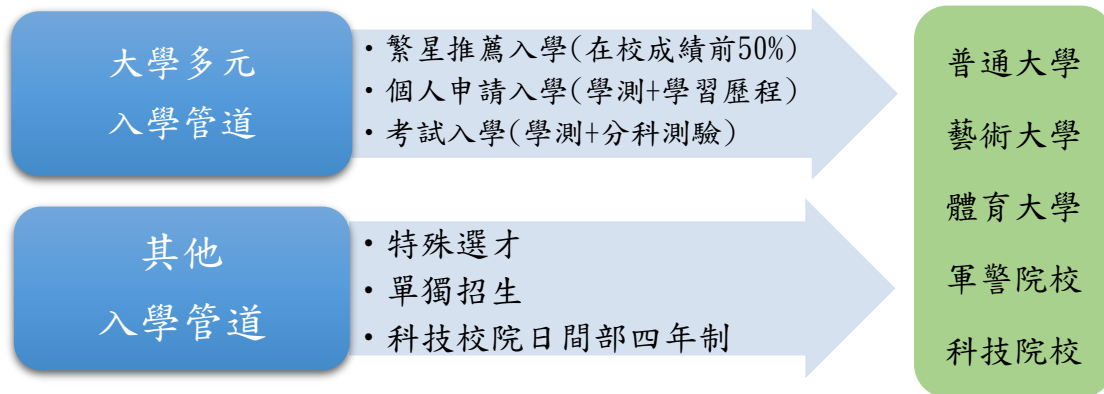 大學多元
入學管道
・繁星推薦入學(在校成績前50%)
・個人申請入學(學測+學習歷程)
・考試入學(學測+分科測驗)
其他
入學管道
・特殊選才
・單獨招生
・科技校院日間部四年制
普通大學
藝術大學
體育大學
軍警院校
科技院校